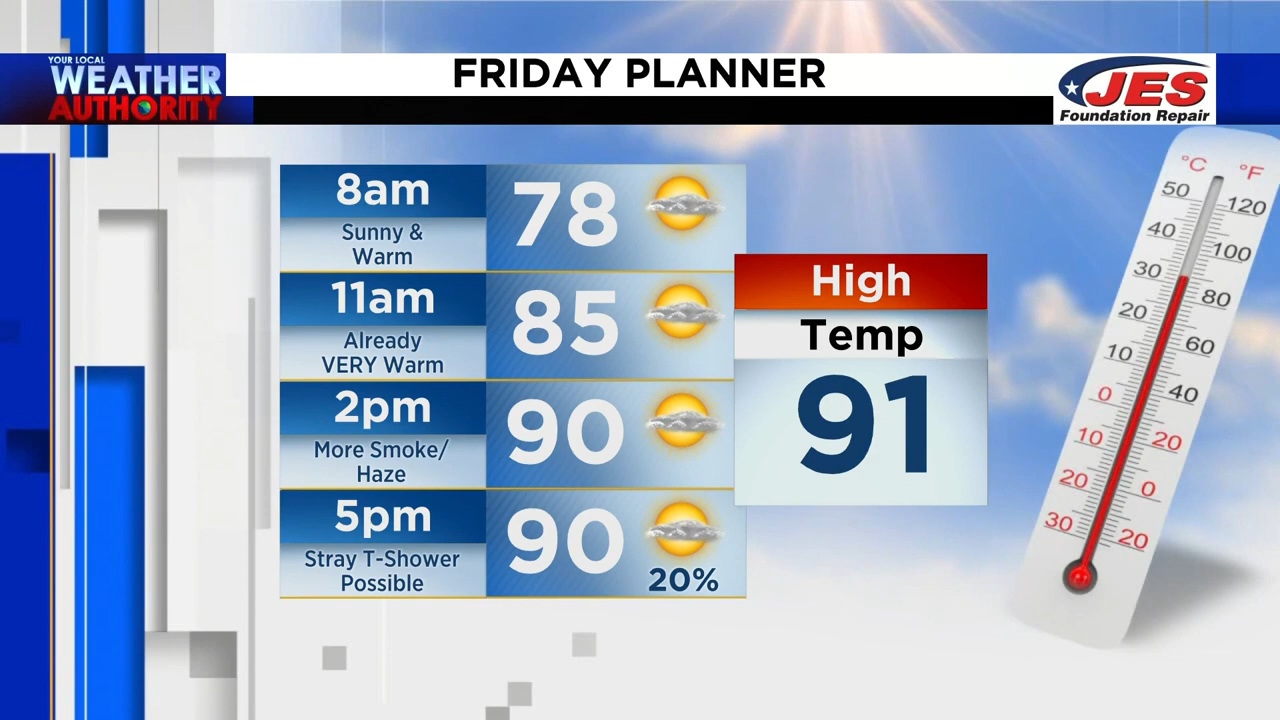 YOUR LOCAL
WEATHER
AUTHORITY
FRIDAY PLANNER
JES
Foundation Repair
8am
Sunny &
Warm
78
11am
Already
VERY Warm
85
2pm
More Smoke/
Haze
90
5pm
Stray T-Shower
Possible
90
20%
High
Temp
91
°C °F
50 120
40 100
30 80
20 60
10 40
0 20
10 0
20 20
30